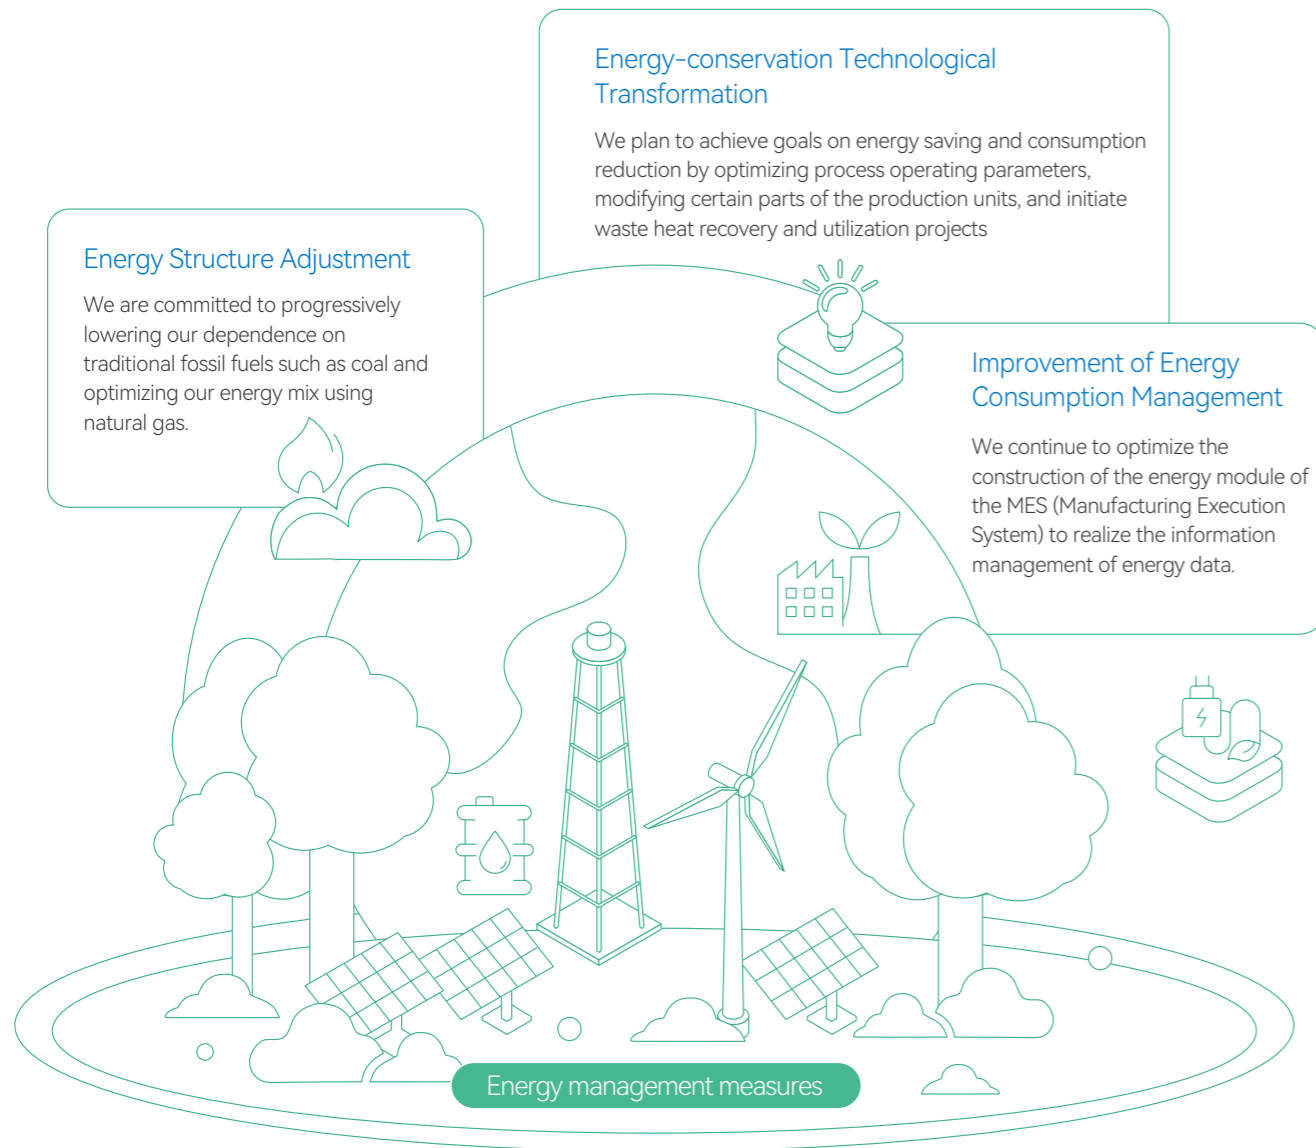 Energy-conservation Technological
Transformation
We plan to achieve goals on energy saving and consumption
reduction by optimizing process operating parameters,
modifying certain parts of the production units, and initiate
waste heat recovery and utilization projects
Energy Structure Adjustment
We are committed to progressively
lowering our dependence on
traditional fossil fuels such as coal and
optimizing our energy mix using
natural gas.
Improvement of Energy
Consumption Management
We continue to optimize the
construction of the energy module of
the MES (Manufacturing Execution
System) to realize the information
management of energy data.
Energy management measures